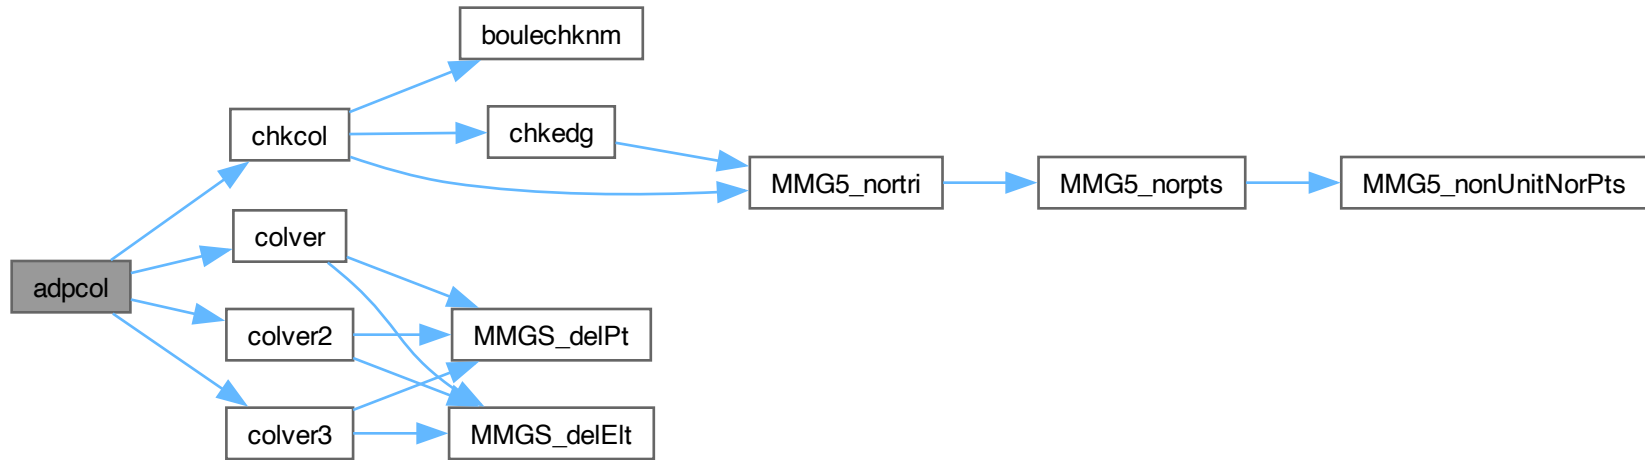 boulechknm
chkcol
chkedg
MMG5_nortri
MMG5_norpts
MMG5_nonUnitNorPts
colver
adpcol
colver2
MMGS_delPt
colver3
MMGS_delElt